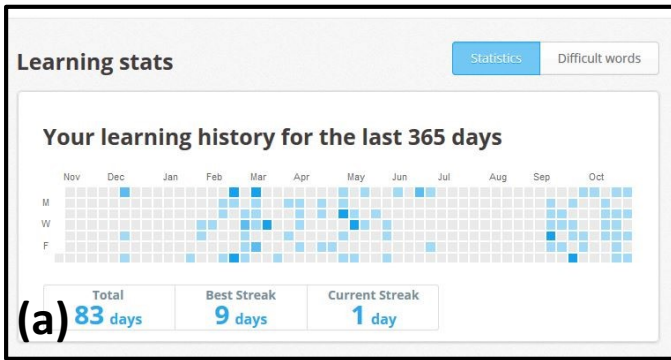 Learning stats
Statistics Difficult words
Your learning history for the last 365 days
Nov Dec Jan Feb Mar Apr May Jun Jul Aug Sep Oct
M
W
F
Total Best Streak Current Streak
83 days 9 days 1 day
(a)